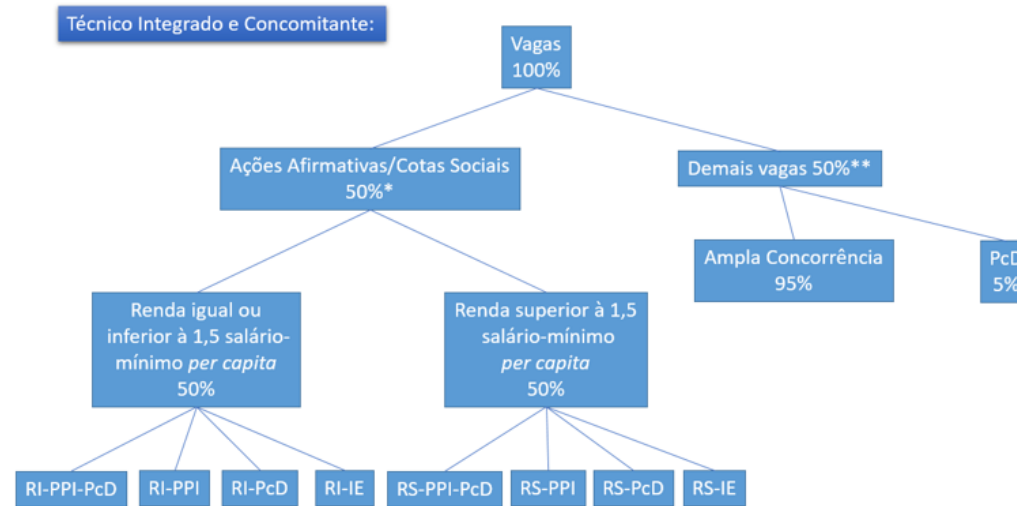 Técnico Integrado e Concomitante:
Vagas
100%
Ações Afirmativas/Cotas Sociais
50%*
Demais vagas 50%**
Ampla Concorrência
95%
PcD
5%
Renda igual ou
inferior à 1,5 salário-
mínimo per capita
50%
Renda superior à 1,5
salário-mínimo
per capita
50%
RI-PPI-PcD
RI-PPI
RI-PcD
RI-IE
RS-PPI-PcD
RS-PPI
RS-PcD
RS-IE